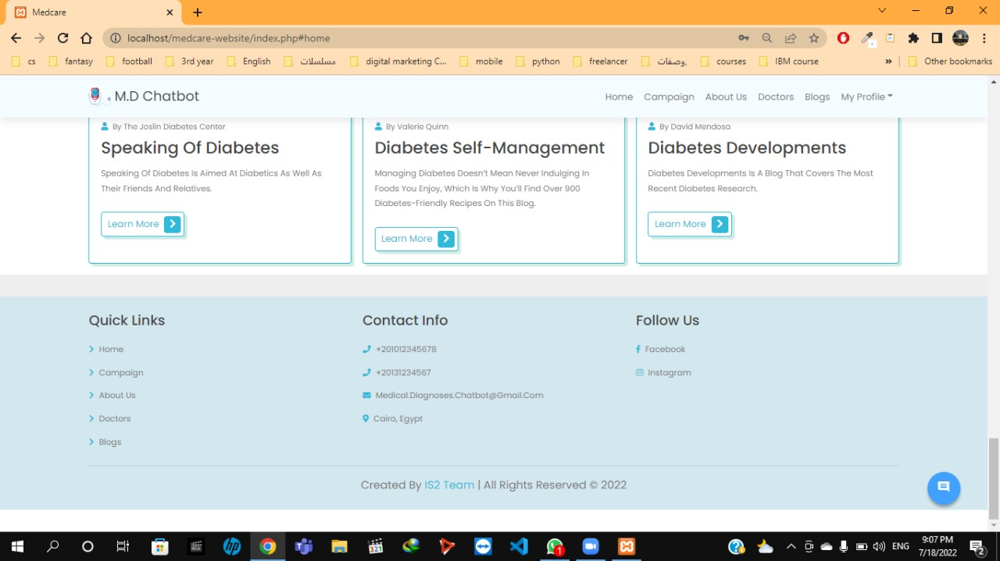 Medcare
localhost/medcare-website/index.php#home
cs
fantasy
football
3rd year
English
مسلسلات
digital marketing C...
mobile
python
freelancer
وصفات,
courses
IBM course
»
Other bookmarks
M.D Chatbot
Home
Campaign
About Us
Doctors
Blogs
My Profile
By The Joslin Diabetes Center
Speaking Of Diabetes
Speaking Of Diabetes Is Aimed At Diabetics As Well As
Their Friends And Relatives.
Learn More
By Valerie Quinn
Diabetes Self-Management
Managing Diabetes Doesn't Mean Never Indulging In
Foods You Enjoy, Which Is Why You'll Find Over 900
Diabetes-Friendly Recipes On This Blog.
Learn More
By David Mendosa
Diabetes Developments
Diabetes Developments Is A Blog That Covers The Most
Recent Diabetes Research.
Learn More
Quick Links
Home
Campaign
About Us
Doctors
Blogs
Contact Info
+201012345678
+20131234567
Medical.Diagnoses.Chatbot@Gmail.Com
Cairo, Egypt
Follow Us
Facebook
Instagram
Created By IS2 Team | All Rights Reserved © 2022
hp
321
1
ENG
9:07 PM
7/18/2022
2